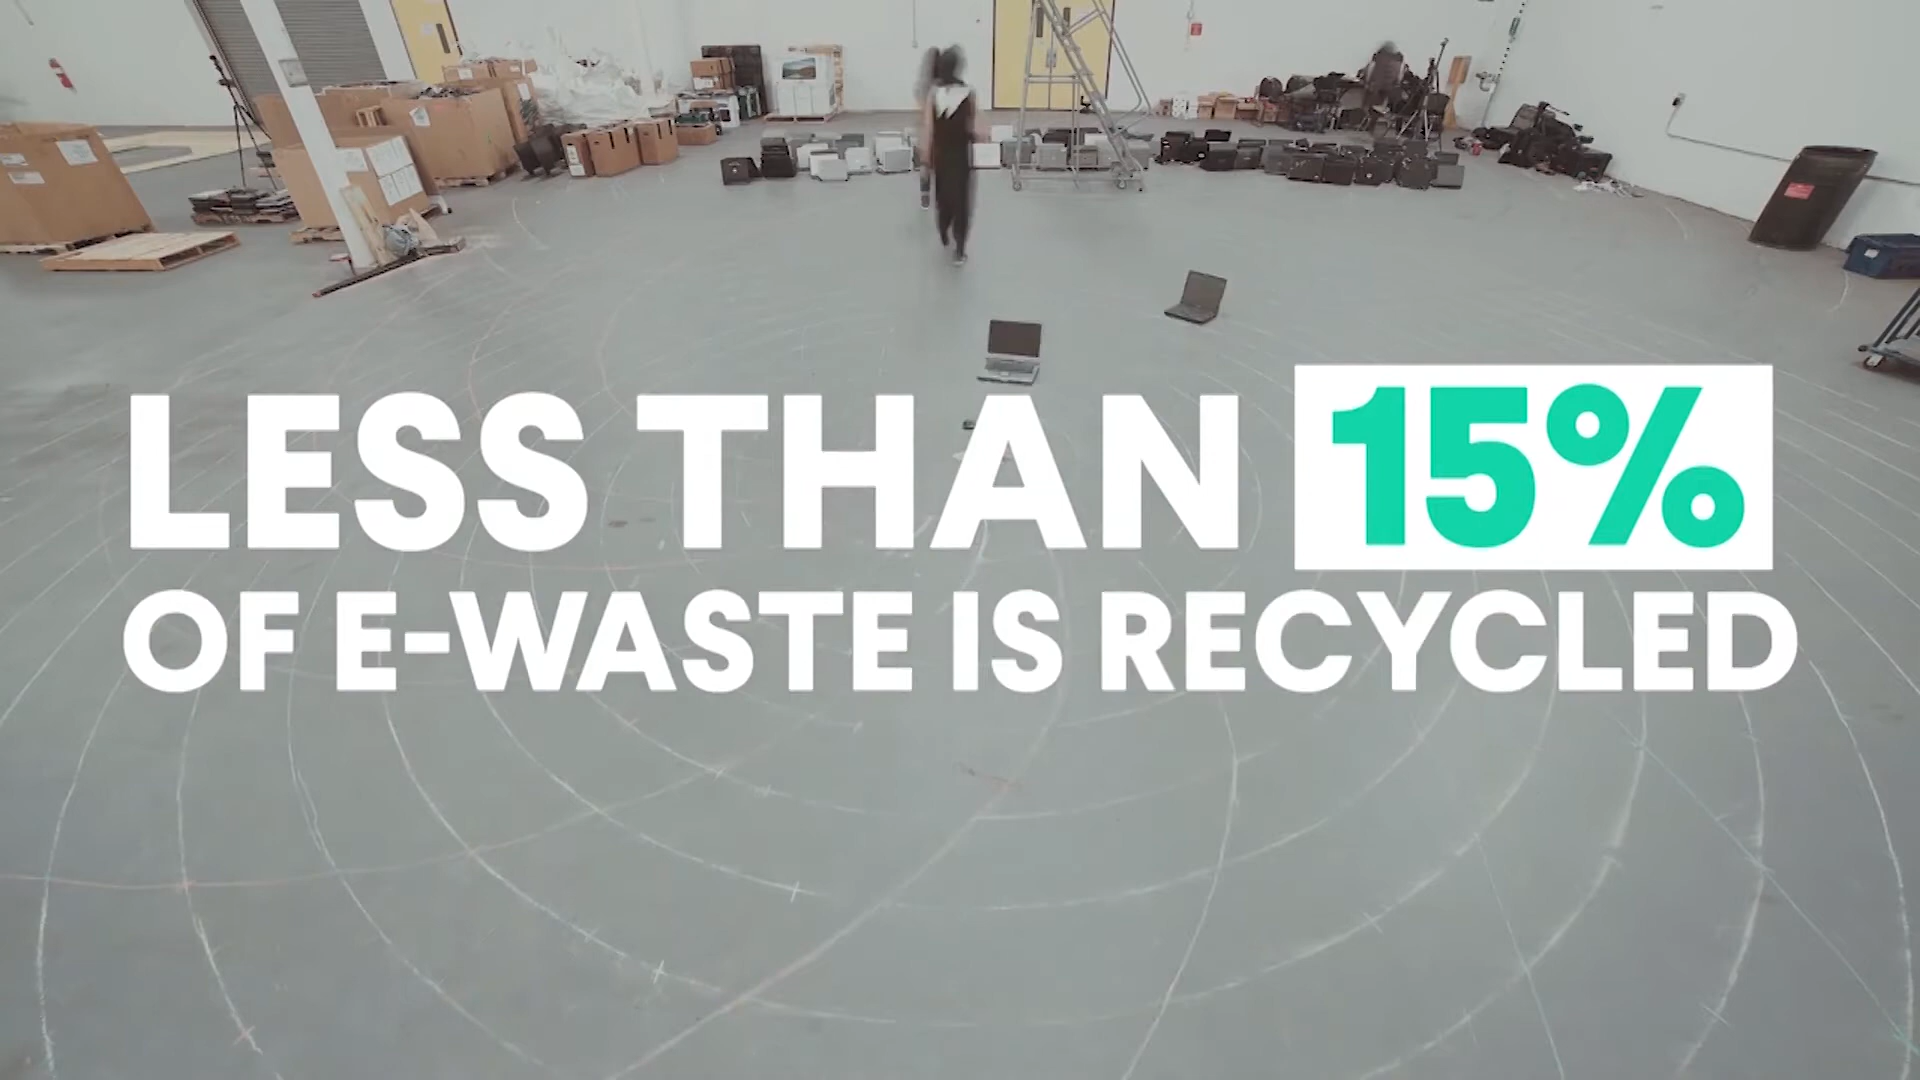 LESS THAN 15%
OF E-WASTE IS RECYCLED